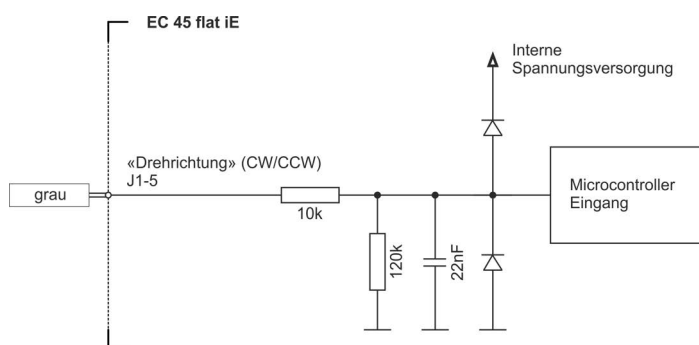 EC 45 flat iE
Interne
Spannungsversorgung
«Drehrichtung» (CW/CCW)
J1-5
grau
10k
120k
22nF
Microcontroller
Eingang